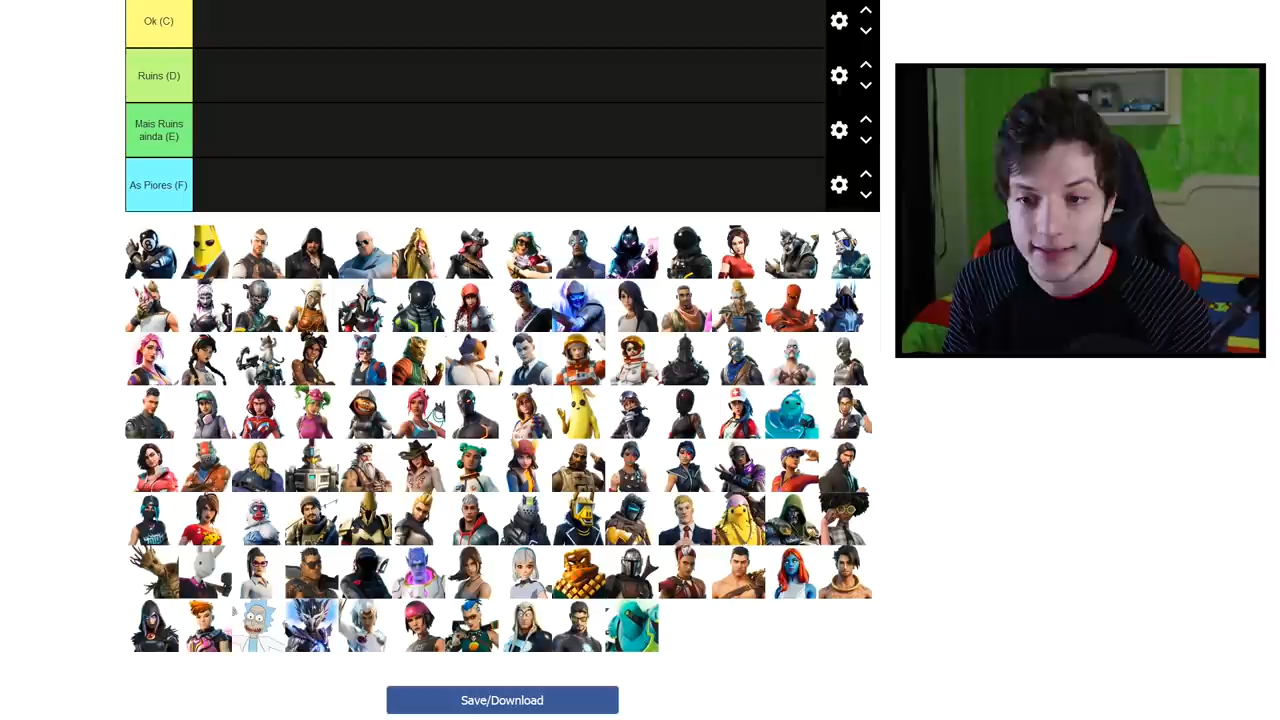 Ok (C)
Ruins (D)
Mais Ruins
ainda (E)
As Piores (F)
Save/Download